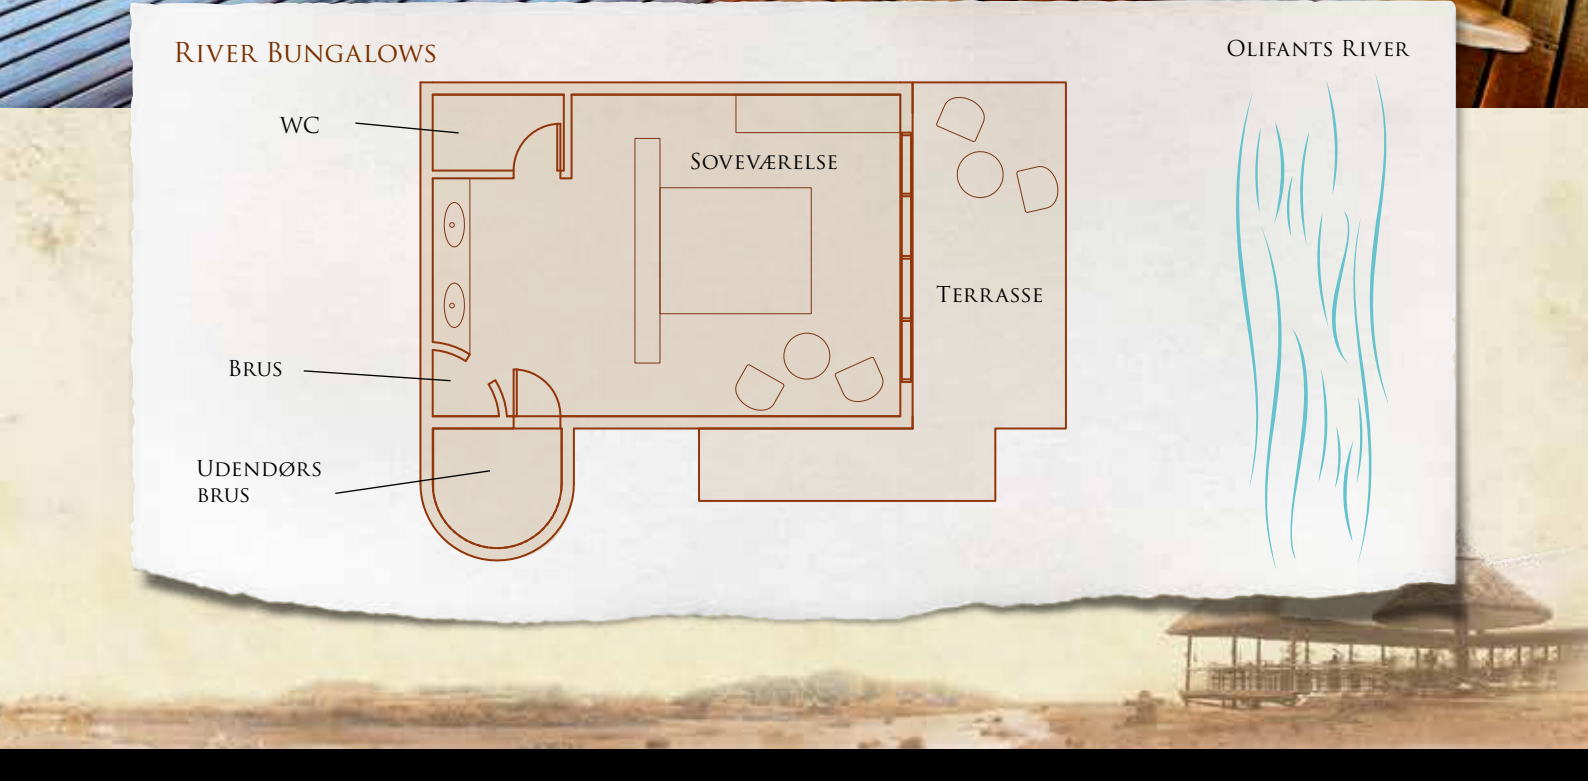 River Bungalows
Olifants River
WC
Soveværelse
Terrasse
Brus
Udendørs
brus